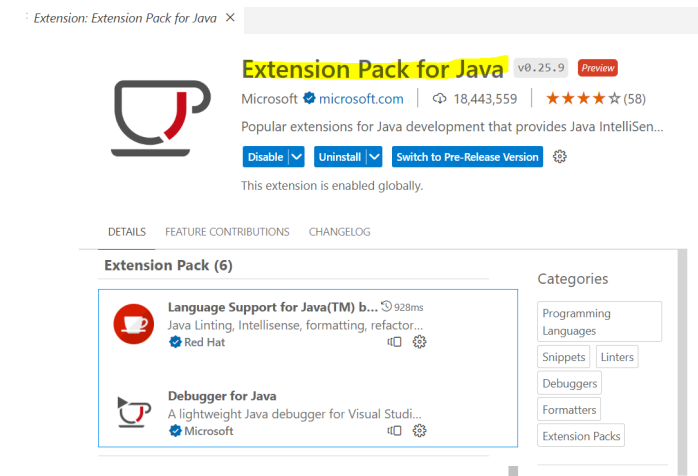 Extension: Extension Pack for Java
Extension Pack for Java v0.25.9 Preview
Microsoft microsoft.com 18,443,559 (58)
Popular extensions for Java development that provides Java IntelliSen...
Disable Uninstall Switch to Pre-Release Version
This extension is enabled globally.
DETAILS FEATURE CONTRIBUTIONS CHANGELOG
Extension Pack (6)
Language Support for Java(TM) b... 928ms
Java Linting, Intellisense, formatting, refactor...
Red Hat
Debugger for Java
A lightweight Java debugger for Visual Studi...
Microsoft
Categories
Programming
Languages
Snippets Linters
Debuggers
Formatters
Extension Packs